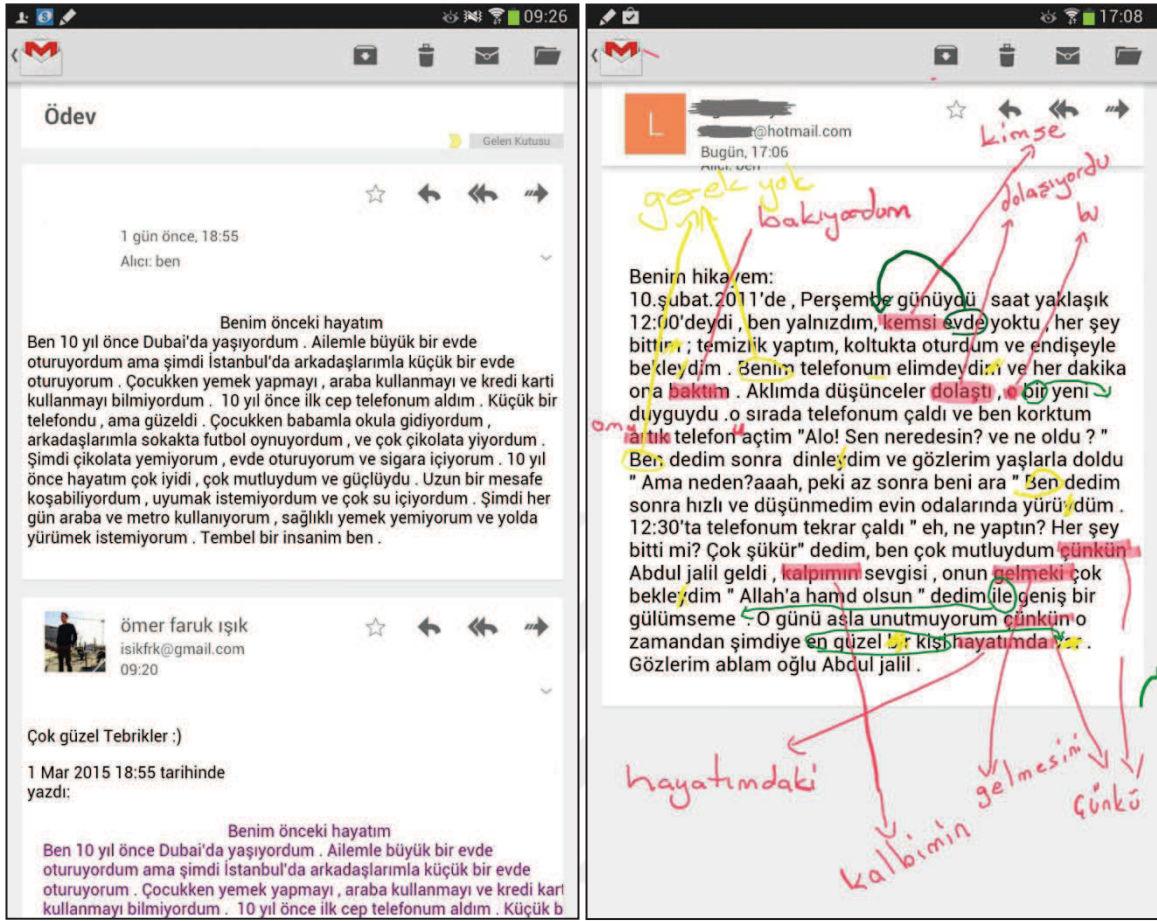 09:26
Ödev
Gelen Kutusu
1 gün önce, 18:55
Alıcı: ben
Benim önceki hayatım
Ben 10 yıl önce Dubai'da yaşıyordum . Ailemle büyük bir evde
oturuyordum ama şimdi İstanbul'da arkadaşlarımla küçük bir evde
oturuyorum . Çocukken yemek yapmayı , araba kullanmayı ve kredi karti
kullanmayı bilmiyordum . 10 yıl önce ilk cep telefonum aldım . Küçük bir
telefondu , ama güzeldi . Çocukken babamla okula gidiyordum ,
arkadaşlarımla sokakta futbol oynuyordum , ve çok çikolata yiyordum .
Şimdi çikolata yemiyorum , evde oturuyorum ve sigara içiyorum . 10 yıl
önce hayatım çok iyidi , çok mutluydum ve güçlüydu . Uzun bir mesafe
koşabiliyordum , uyumak istemiyordum ve çok su içiyordum . Şimdi her
gün araba ve metro kullanıyorum , sağlıklı yemek yemiyorum ve yolda
yürümek istemiyorum . Tembel bir insanim ben .
ömer faruk ışık
isikfrk@gmail.com
09:20
Çok güzel Tebrikler :)
1 Mar 2015 18:55 tarihinde
yazdı:
Benim önceki hayatım
Ben 10 yıl önce Dubai'da yaşıyordum . Ailemle büyük bir evde
oturuyordum ama şimdi İstanbul'da arkadaşlarımla küçük bir evde
oturuyorum . Çocukken yemek yapmayı , araba kullanmayı ve kredi kart
kullanmayı bilmiyordum . 10 yıl önce ilk cep telefonum aldım . Küçük b
17:08
L
@hotmail.com
Bugün, 17:06
Alıcı: ben
kimse
gerek yok
dolaşıyordu
bakıyordum
bu
Benim hikayem:
10.şubat.2011'de , Perşembe günüydü saat yaklaşık
12:00'deydi , ben yalnızdım, kemsi evde yoktu , her şey
bittim ; temizlik yaptım, koltukta oturdum ve endişeyle
bekleydim . Benim telefonum elimdeydim ve her dakika
ona baktım . Aklımda düşünceler dolaştı , o bir yeni
duyguydu .o sırada telefonum çaldı ve ben korktum
artık telefon açtim "Alo! Sen neredesin? ve ne oldu ? "
Ben dedim sonra dinleydim ve gözlerim yaşlarla doldu
" Ama neden?aaah, peki az sonra beni ara " Ben dedim
sonra hızlı ve düşünmedim evin odalarında yürüydüm .
12:30'ta telefonum tekrar çaldı " eh, ne yaptın? Her şey
bitti mi? Çok şükür" dedim, ben çok mutluydum çünkün
Abdul jalil geldi , kalpımın sevgisi , onun gelmeki çok
bekleydim " Allah'a hamd olsun " dedim ile geniş bir
gülümseme . O günü asla unutmuyorum çünkün o
zamandan şimdiye en güzel bir kişi hayatımda var .
Gözlerim ablam oğlu Abdul jalil .
hayatımdaki
gelmesini
çünkü
kalbimin